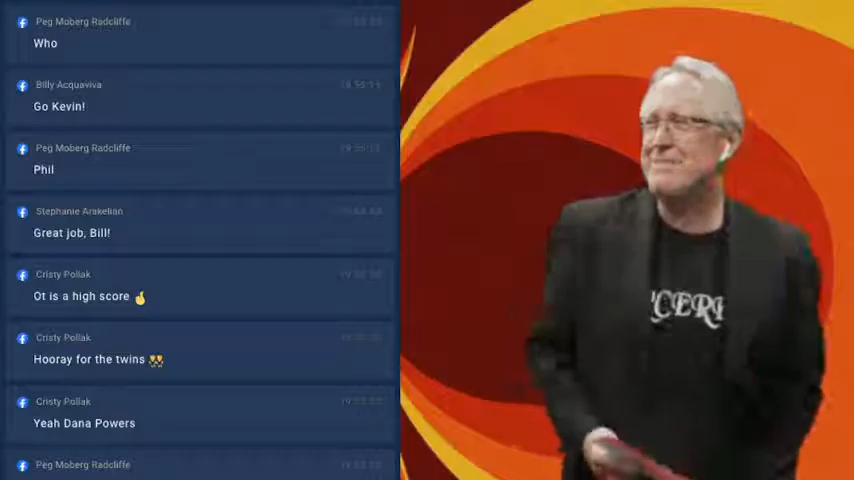 Peg Moberg Radcliffe
Who
Billy Acquaviva
Go Kevin!
Peg Moberg Radcliffe
Phil
Stephanie Arakelian
Great job, Bill!
Cristy Pollak
Ot is a high score 🤞
Cristy Pollak
Hooray for the twins 👯
Cristy Pollak
Yeah Dana Powers
Peg Moberg Radcliffe